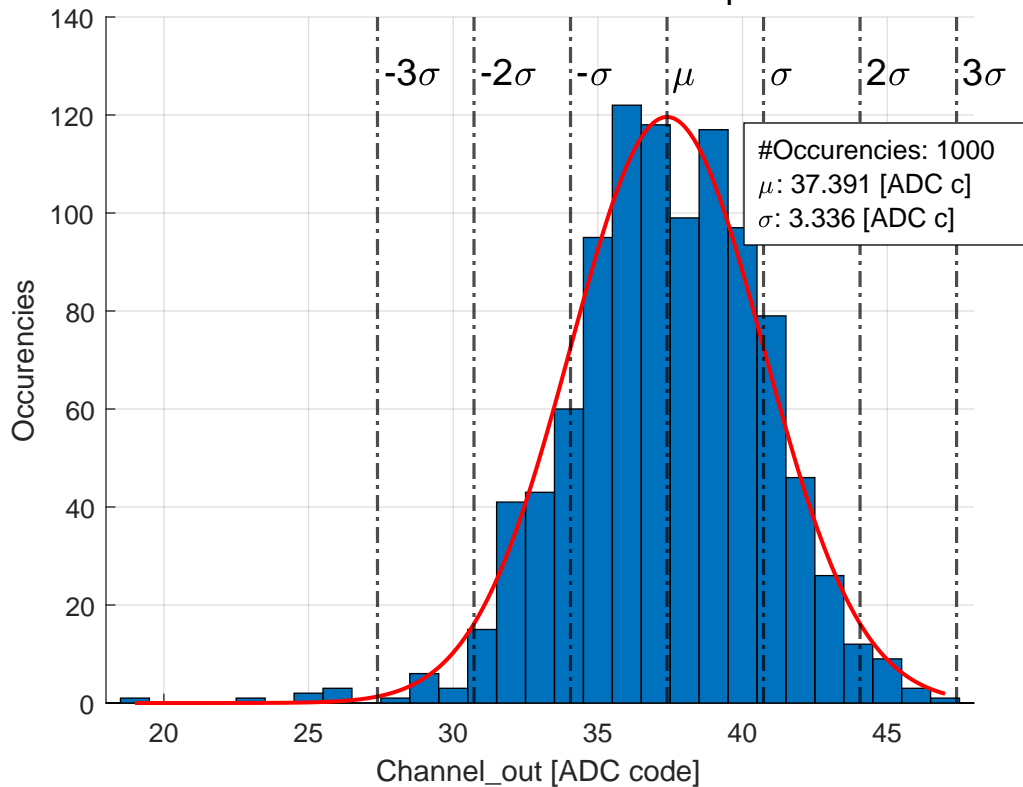 140
120
100
80
60
40
20
0
Occurencies
-3σ
-2σ
-σ
μ
σ
2σ
3σ
#Occurencies: 1000
μ: 37.391 [ADC c]
σ: 3.336 [ADC c]
20
25
30
35
40
45
Channel_out [ADC code]